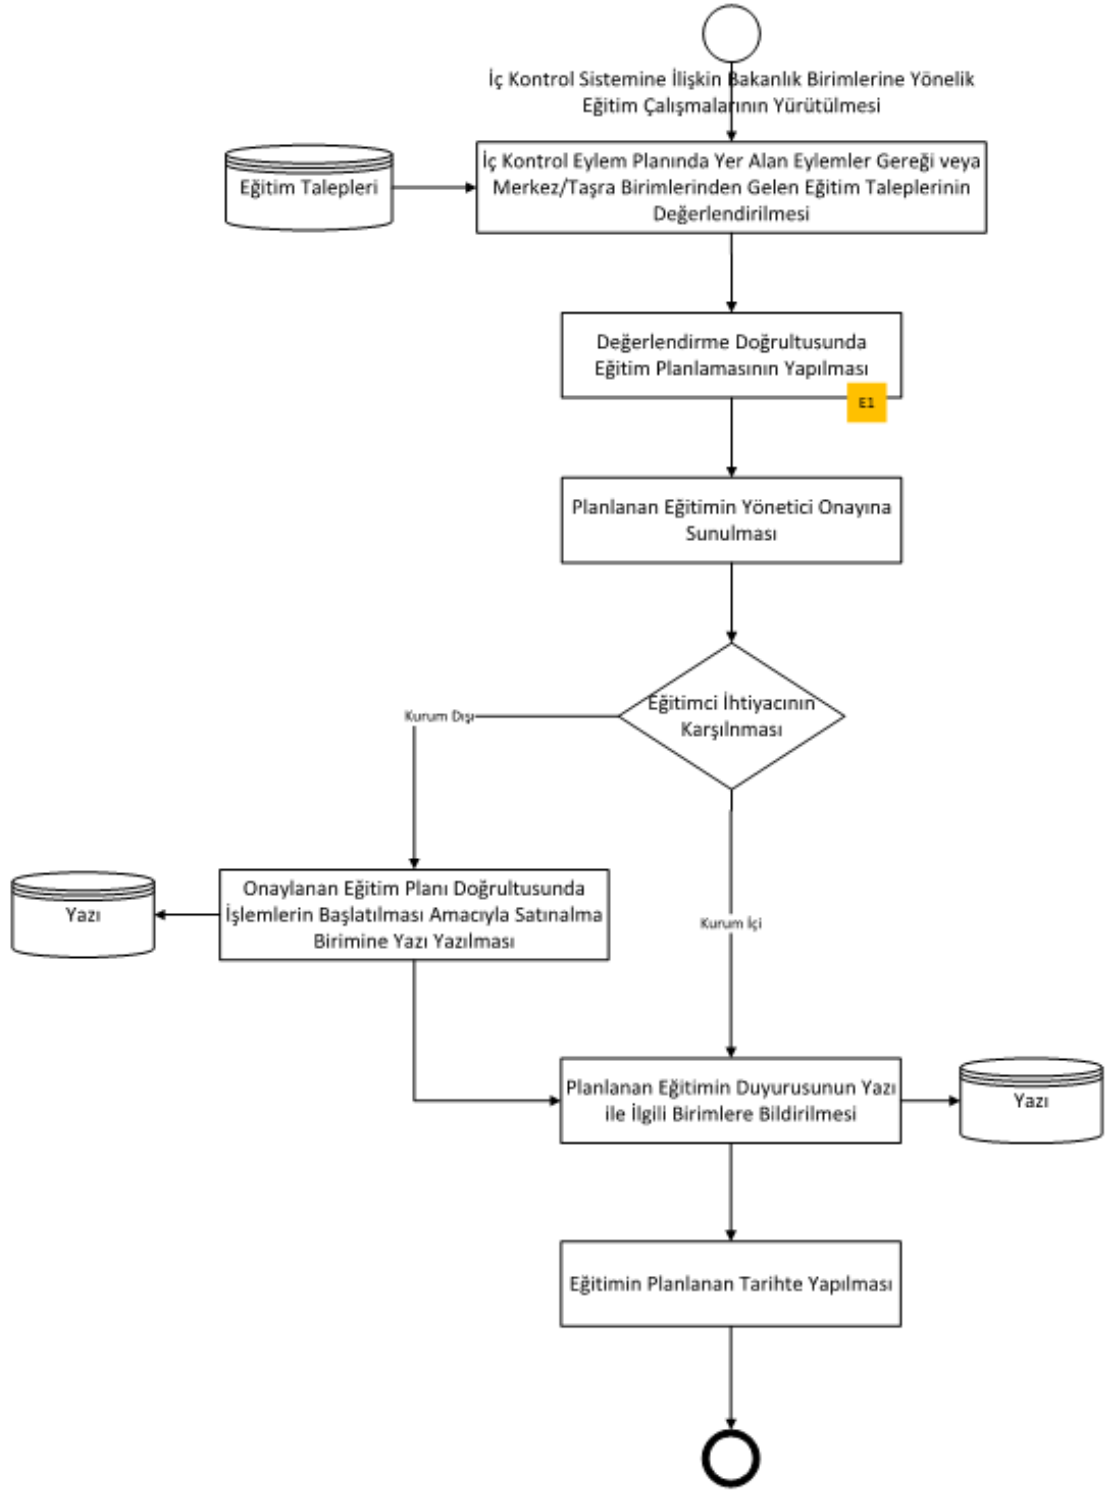 İç Kontrol Sistemine İlişkin Bakanlık Birimlerine Yönelik
Eğitim Çalışmalarının Yürütülmesi
Eğitim Talepleri
İç Kontrol Eylem Planında Yer Alan Eylemler Gereği veya
Merkez/Taşra Birimlerinden Gelen Eğitim Taleplerinin
Değerlendirilmesi
Değerlendirme Doğrultusunda
Eğitim Planlamasının Yapılması
E1
Planlanan Eğitimin Yönetici Onayına
Sunulması
Eğitimci İhtiyacının
Karşılnması
Kurum Dışı
Yazı
Onaylanan Eğitim Planı Doğrultusunda
İşlemlerin Başlatılması Amacıyla Satınalma
Birimine Yazı Yazılması
Kurum İçi
Planlanan Eğitimin Duyurusunun Yazı
ile İlgili Birimlere Bildirilmesi
Yazı
Eğitimin Planlanan Tarihte Yapılması